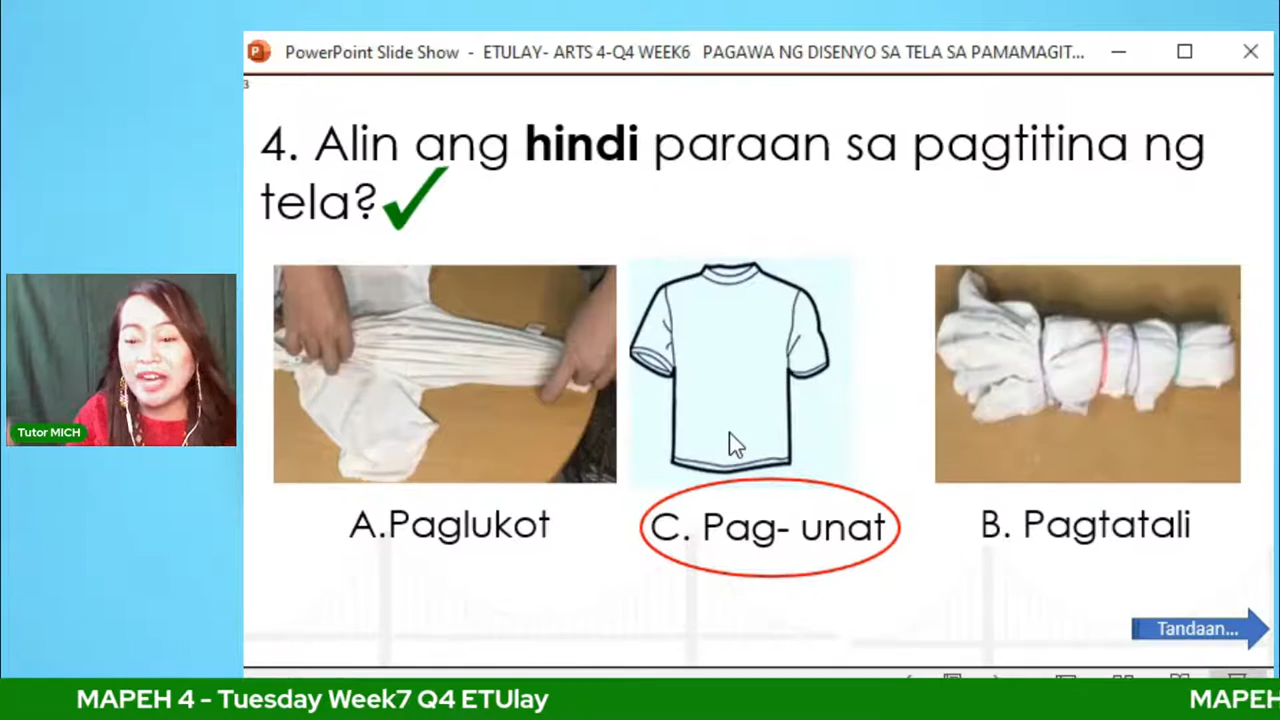 PowerPoint Slide Show - ETULAY- ARTS 4-Q4 WEEK6 PAGAWA NG DISENYO SA TELA SA PAMAMAGIT...
3
4. Alin ang hindi paraan sa pagtitina ng
tela?
A.Paglukot
C. Pag- unat
B. Pagtatali
Tutor MICH
Tandaan...
MAPEH 4 - Tuesday Week7 Q4 ETUlay
MAPEH